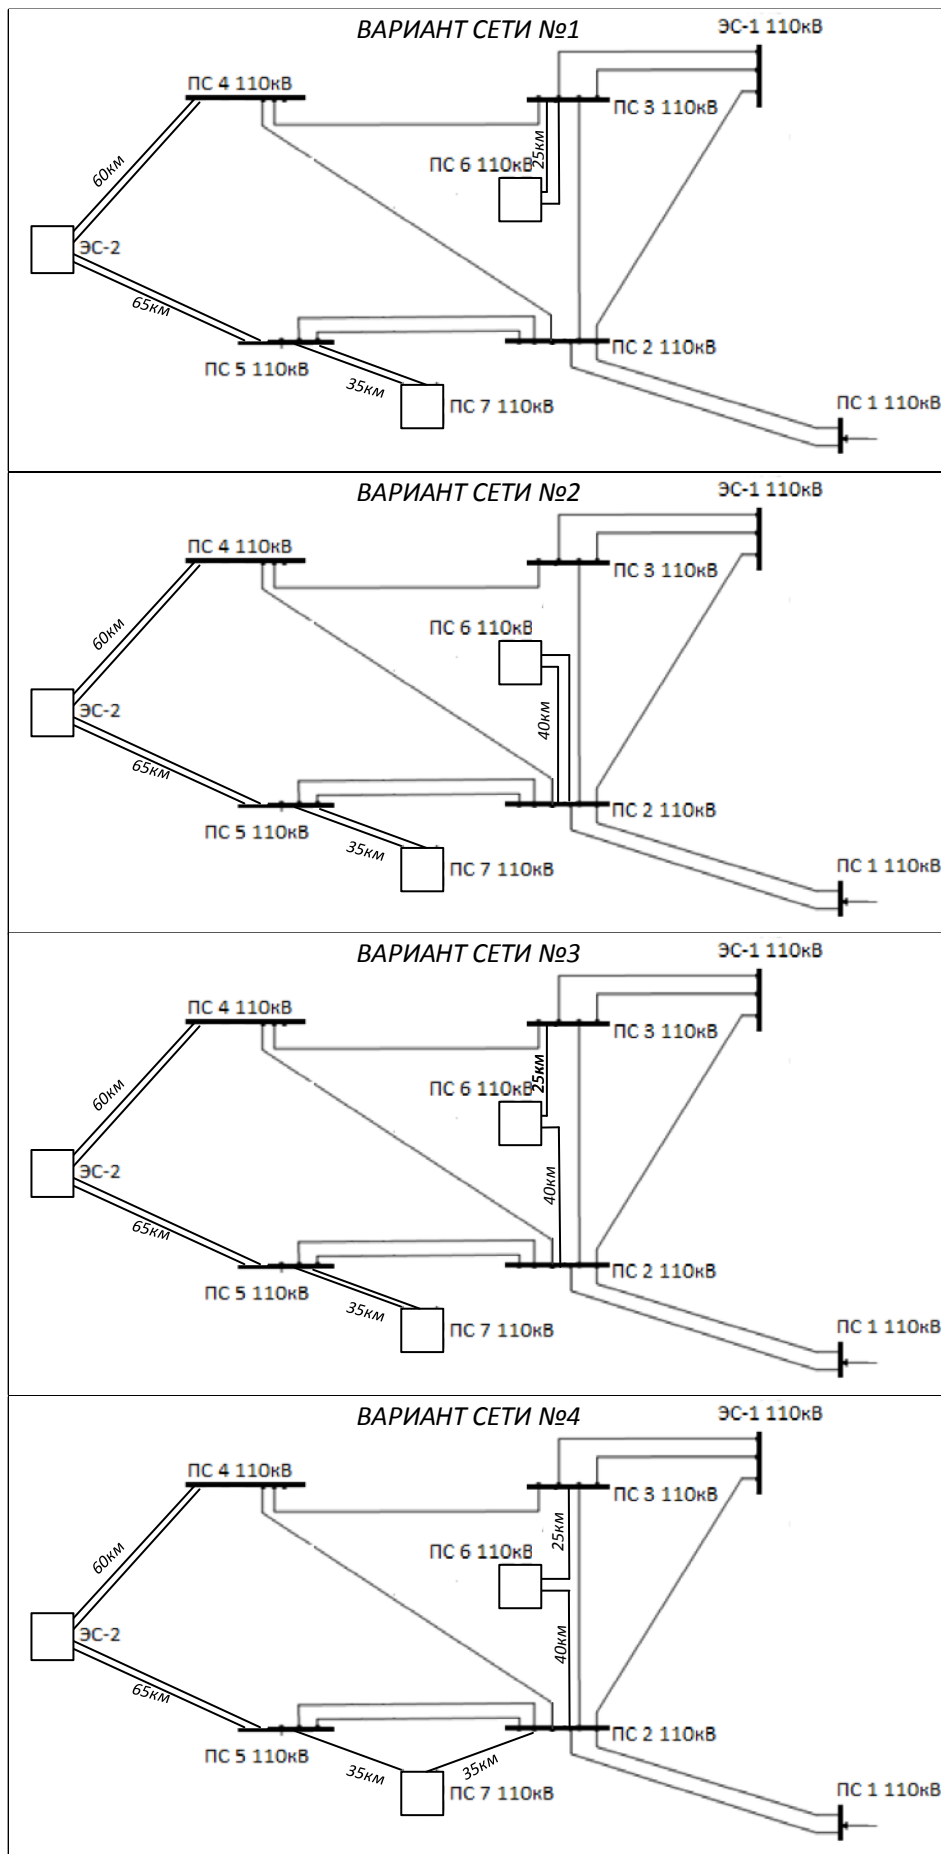 ВАРИАНТ СЕТИ №1
ЭС-1 110кВ
ПС 4 110кВ
ПС 3 110кВ
25км
ПС 6 110кВ
60км
ЭС-2
65км
ПС 2 110кВ
ПС 5 110кВ
35км
ПС 7 110кВ
ПС 1 110кВ
ВАРИАНТ СЕТИ №2
ЭС-1 110кВ
ПС 4 110кВ
ПС 3 110кВ
ПС 6 110кВ
60км
ЭС-2
40км
65км
ПС 2 110кВ
ПС 5 110кВ
35км
ПС 7 110кВ
ПС 1 110кВ
ВАРИАНТ СЕТИ №3
ЭС-1 110кВ
ПС 4 110кВ
ПС 3 110кВ
25км
ПС 6 110кВ
60км
ЭС-2
40км
65км
ПС 2 110кВ
ПС 5 110кВ
35км
ПС 7 110кВ
ПС 1 110кВ
ВАРИАНТ СЕТИ №4
ЭС-1 110кВ
ПС 4 110кВ
ПС 3 110кВ
25км
ПС 6 110кВ
60км
ЭС-2
40км
65км
ПС 2 110кВ
ПС 5 110кВ
35км
35км
ПС 7 110кВ
ПС 1 110кВ